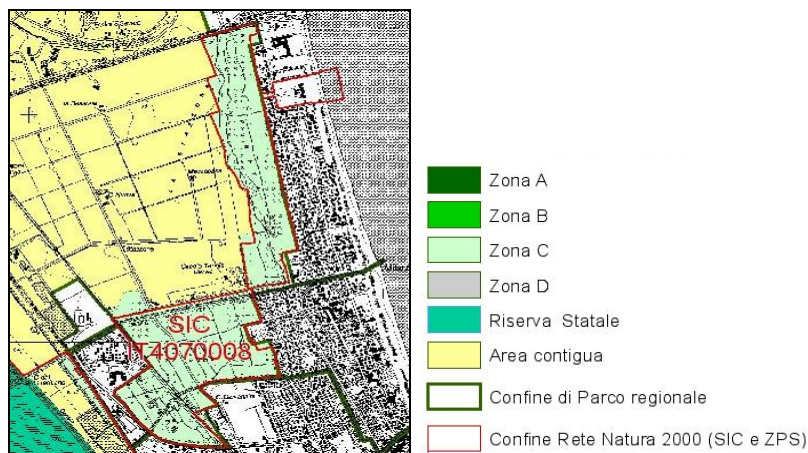 SIC
IT4070008
Zona A
Zona B
Zona C
Zona D
Riserva Statale
Area contigua
Confine di Parco regionale
Confine Rete Natura 2000 (SIC e ZPS)